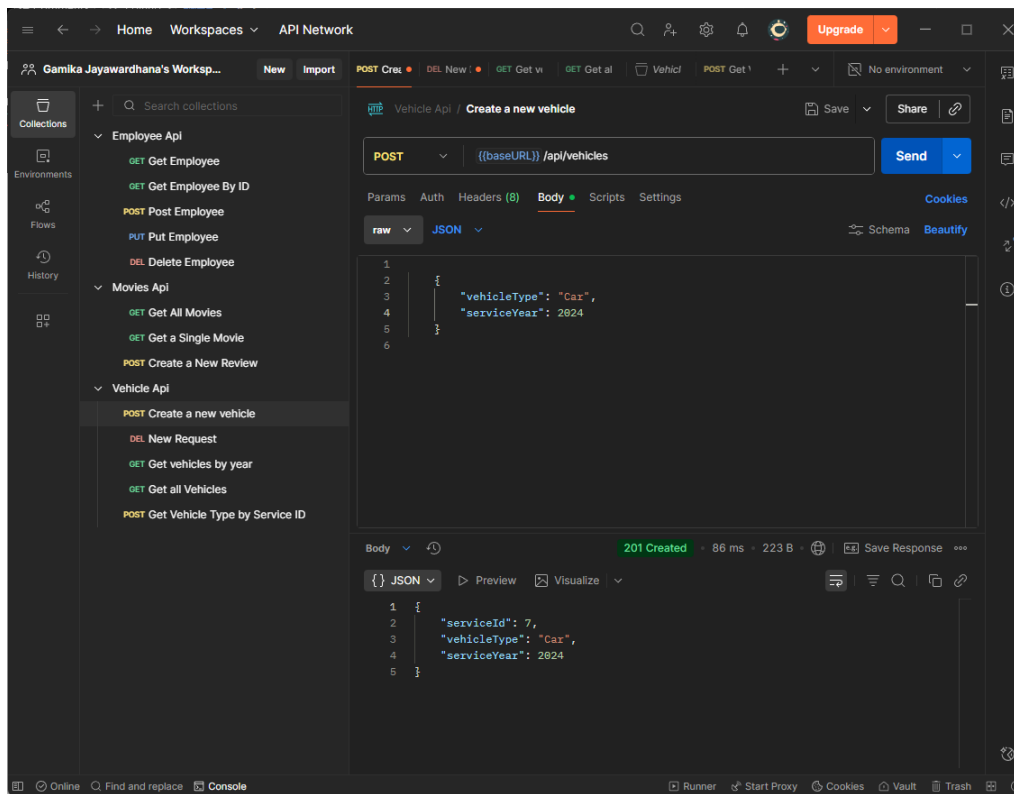 Home Workspaces API Network Upgrade
Gamika Jayawardhana's Worksp... New Import
POST Crea DEL New GET Get v GET Get al Vehicl POST Get No environment
Collections
Environments
Flows
History
Search collections
Employee Api
GET Get Employee
GET Get Employee By ID
POST Post Employee
PUT Put Employee
DEL Delete Employee
Movies Api
GET Get All Movies
GET Get a Single Movie
POST Create a New Review
Vehicle Api
POST Create a new vehicle
DEL New Request
GET Get vehicles by year
GET Get all Vehicles
POST Get Vehicle Type by Service ID
HTTP Vehicle Api / Create a new vehicle Save Share
POST {{baseURL}} /api/vehicles Send
Params Auth Headers (8) Body Scripts Settings Cookies
raw JSON Schema Beautify
1
2 {
3 "vehicleType": "Car",
4 "serviceYear": 2024
5 }
6
Body 201 Created 86 ms 223 B e.g. Save Response
{} JSON Preview Visualize
1 {
2 "serviceId": 7,
3 "vehicleType": "Car",
4 "serviceYear": 2024
5 }
Online Find and replace Console Runner Start Proxy Cookies Vault Trash